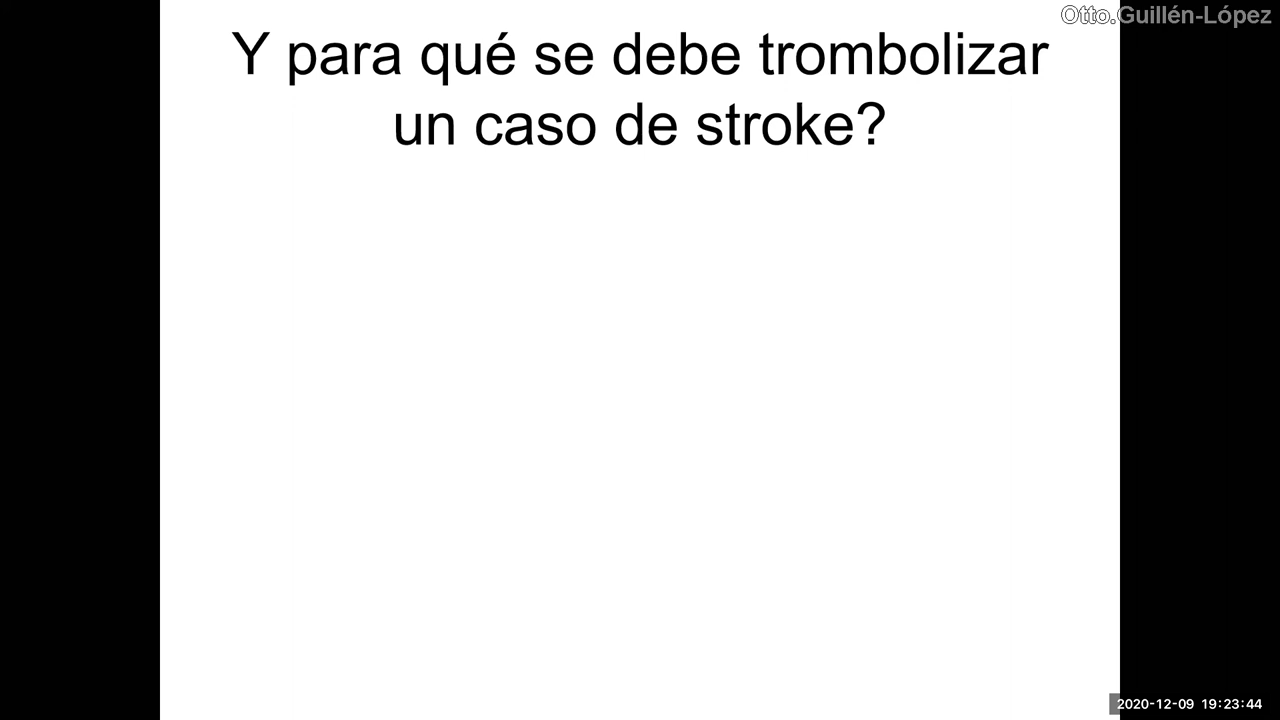 Otto.Guillén-López
Y para qué se debe trombolizar
un caso de stroke?
2020-12-09 19:23:44